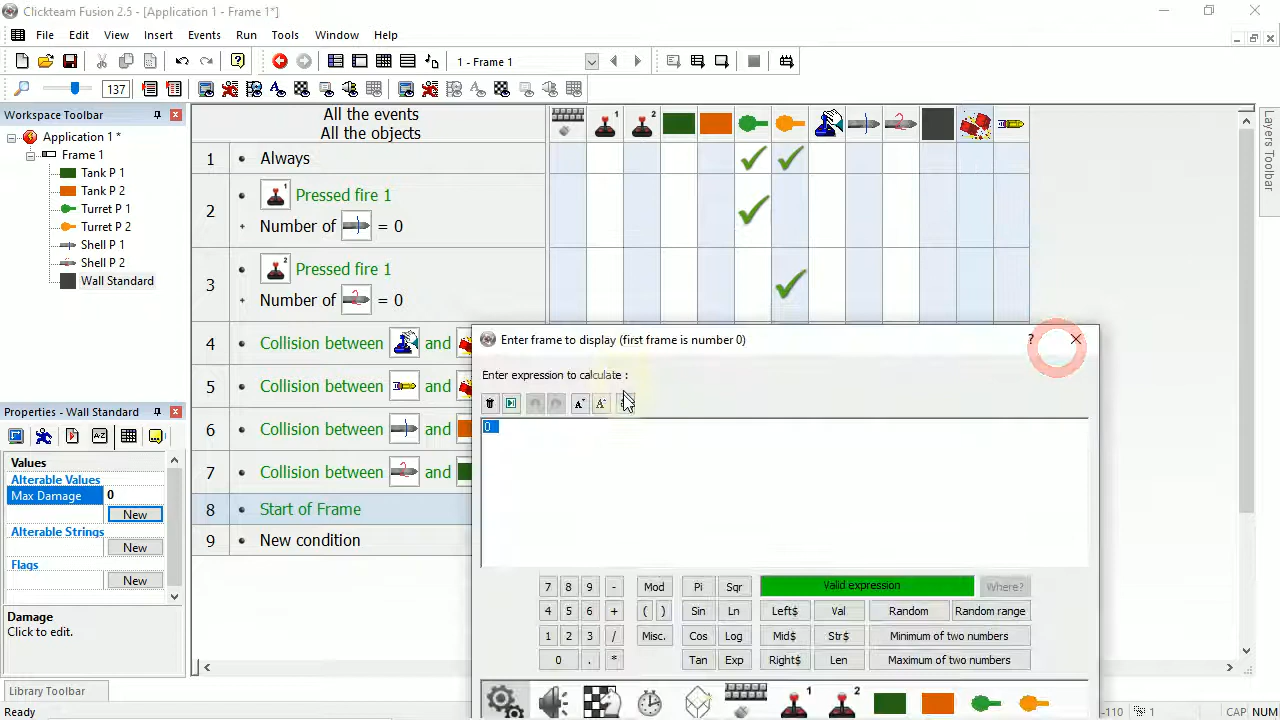 Clickteam Fusion 2.5 - [Application 1 - Frame 1*]
File Edit View Insert Events Run Tools Window Help
1 - Frame 1
137
Workspace Toolbar
Application 1 *
Frame 1
Tank P 1
Tank P 2
Turret P 1
Turret P 2
Shell P 1
Shell P 2
Wall Standard
All the events
All the objects
1 Always
2 Pressed fire 1
Number of = 0
3 Pressed fire 1
Number of = 0
4 Collision between and
5 Collision between and
6 Collision between and
7 Collision between and
8 Start of Frame
9 New condition
Layers Toolbar
Properties - Wall Standard
Values
Alterable Values
Max Damage 0
New
Alterable Strings
New
Flags
New
Damage
Click to edit.
Library Toolbar
Enter frame to display (first frame is number 0)
?
Enter expression to calculate :
0
7 8 9 - Mod Pi Sqr Valid expression Where?
4 5 6 + ( ) Sin Ln Left$ Val Random Random range
1 2 3 / Misc. Cos Log Mid$ Str$ Minimum of two numbers
0 . * Tan Exp Right$ Len Maximum of two numbers
Ready
-110 1 CAP NUM